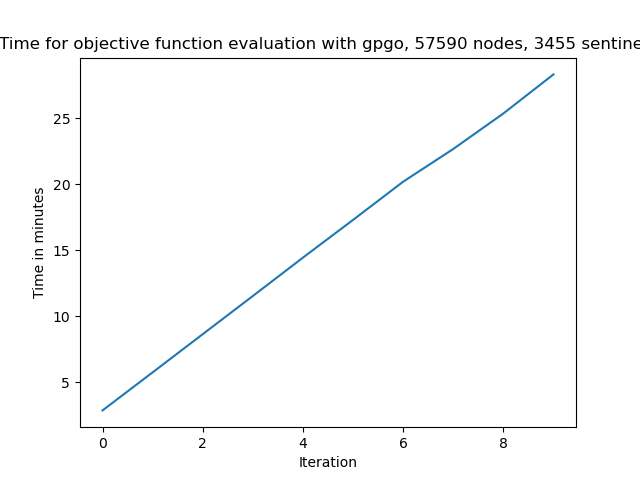 Time for objective function evaluation with gpgo, 57590 nodes, 3455 sentine
25
20
15
10
5
Time in minutes
0 2 4 6 8
Iteration